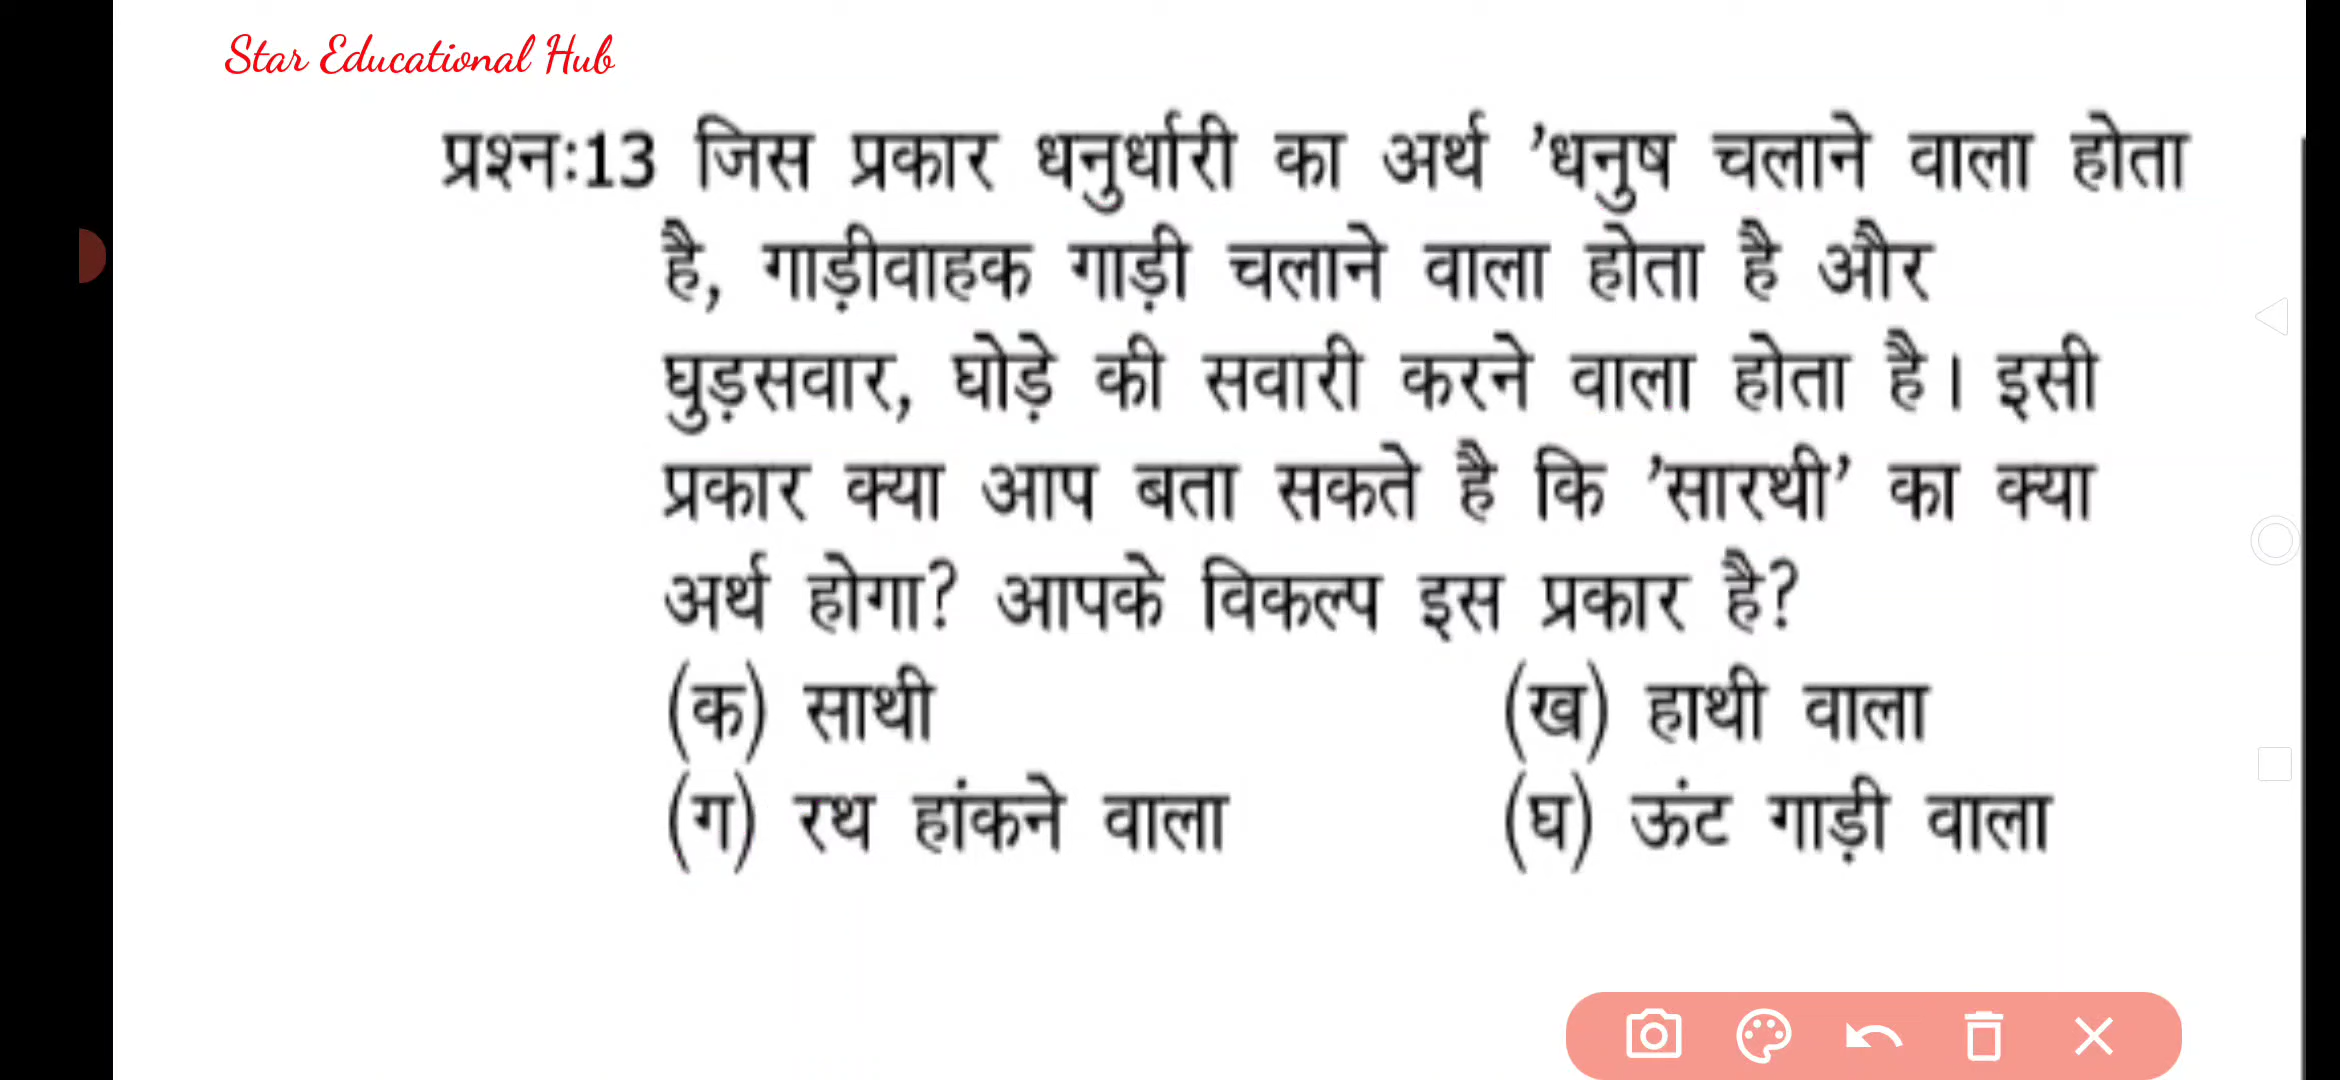 Star Educational Hub
प्रश्नः13 जिस प्रकार धनुर्धारी का अर्थ ’धनुष चलाने वाला होता
है, गाड़ीवाहक गाड़ी चलाने वाला होता है और
घुड़सवार, घोड़े की सवारी करने वाला होता है। इसी
प्रकार क्या आप बता सकते है कि ’सारथी’ का क्या
अर्थ होगा? आपके विकल्प इस प्रकार है?
(क) साथी (ख) हाथी वाला
(ग) रथ हांकने वाला (घ) ऊंट गाड़ी वाला